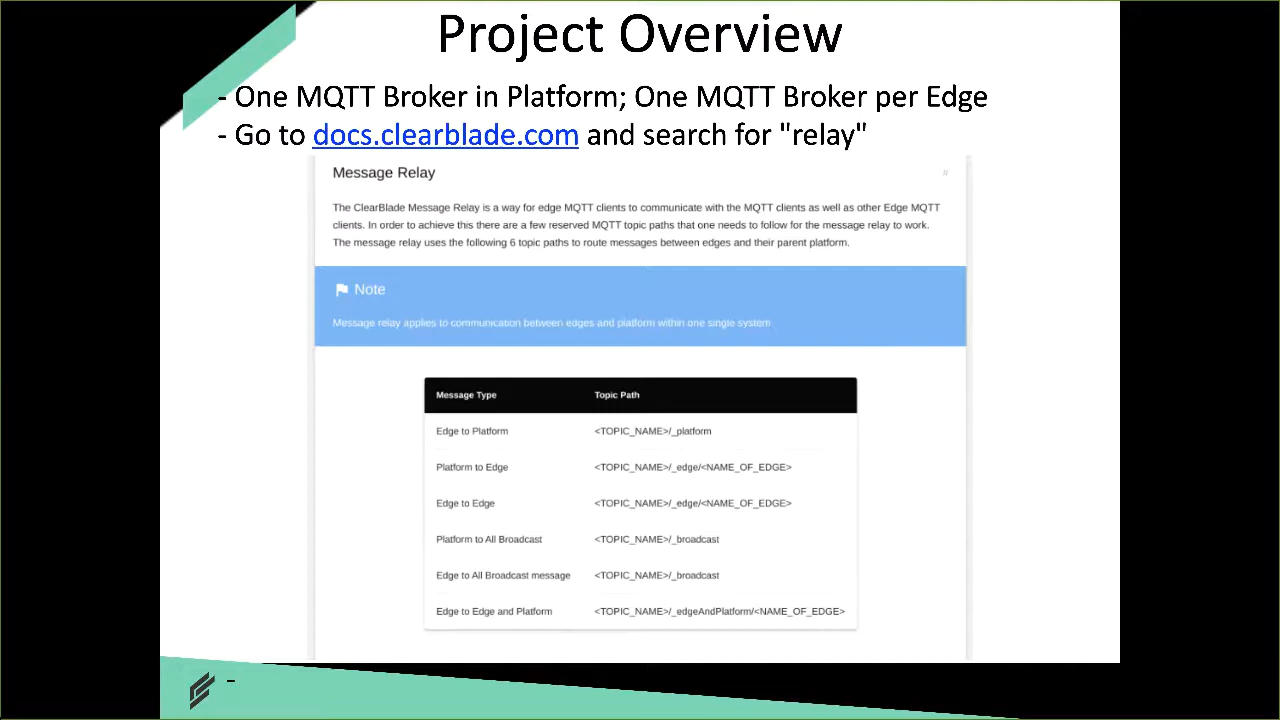 Project Overview
- One MQTT Broker in Platform; One MQTT Broker per Edge
- Go to docs.clearblade.com and search for "relay"
Message Relay
#
The ClearBlade Message Relay is a way for edge MQTT clients to communicate with the MQTT clients as well as other Edge MQTT
clients. In order to achieve this there are a few reserved MQTT topic paths that one needs to follow for the message relay to work.
The message relay uses the following 6 topic paths to route messages between edges and their parent platform.
Note
Message relay applies to communication between edges and platform within one single system
Message Type Topic Path
Edge to Platform <TOPIC_NAME>/_platform
Platform to Edge <TOPIC_NAME>/_edge/<NAME_OF_EDGE>
Edge to Edge <TOPIC_NAME>/_edge/<NAME_OF_EDGE>
Platform to All Broadcast <TOPIC_NAME>/_broadcast
Edge to All Broadcast message <TOPIC_NAME>/_broadcast
Edge to Edge and Platform <TOPIC_NAME>/_edgeAndPlatform/<NAME_OF_EDGE>
-